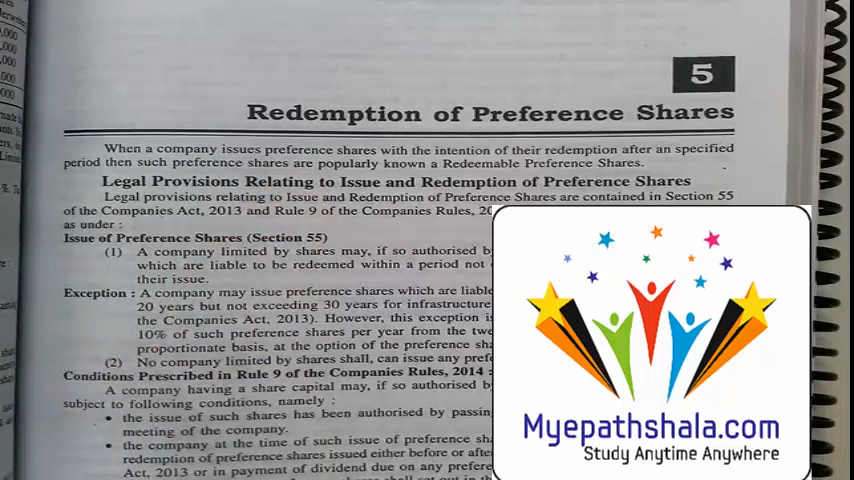 5
Redemption of Preference Shares
When a company issues preference shares with the intention of their redemption after an specified
period then such preference shares are popularly known a Redeemable Preference Shares.
Legal Provisions Relating to Issue and Redemption of Preference Shares
Legal provisions relating to Issue and Redemption of Preference Shares are contained in Section 55
of the Companies Act, 2013 and Rule 9 of the Companies Rules, 20
as under :
Issue of Preference Shares (Section 55)
(1) A company limited by shares may, if so authorised b
which are liable to be redeemed within a period not
their issue.
Exception : A company may issue preference shares which are liable
20 years but not exceeding 30 years for infrastructure
the Companies Act, 2013). However, this exception is
10% of such preference shares per year from the twe
proportionate basis, at the option of the preference sha
(2) No company limited by shares shall, can issue any pref
Conditions Prescribed in Rule 9 of the Companies Rules, 2014 :
A company having a share capital may, if so authorised b
subject to following conditions, namely :
• the issue of such shares has been authorised by passin
meeting of the company.
• the company at the time of such issue of preference sha
redemption of preference shares issued either before or afte
Act, 2013 or in payment of dividend due on any prefere
Myepathshala.com
Study Anytime Anywhere